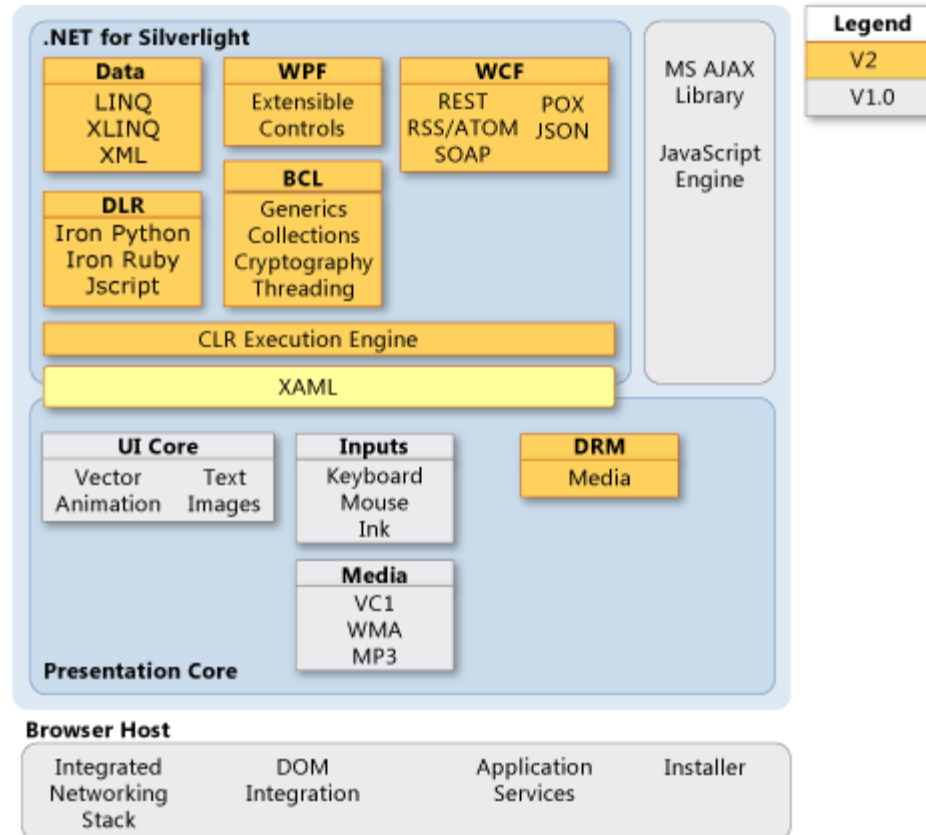 .NET for Silverlight
Data
LINQ
XLINQ
XML
WPF
Extensible
Controls
WCF
REST
RSS/ATOM
SOAP
POX
JSON
DLR
Iron Python
Iron Ruby
Jscript
BCL
Generics
Collections
Cryptography
Threading
CLR Execution Engine
XAML
MS AJAX
Library
JavaScript
Engine
Legend
V2
V1.0
UI Core
Vector
Animation
Text
Images
Inputs
Keyboard
Mouse
Ink
DRM
Media
Media
VC1
WMA
MP3
Presentation Core
Browser Host
Integrated
Networking
Stack
DOM
Integration
Application
Services
Installer